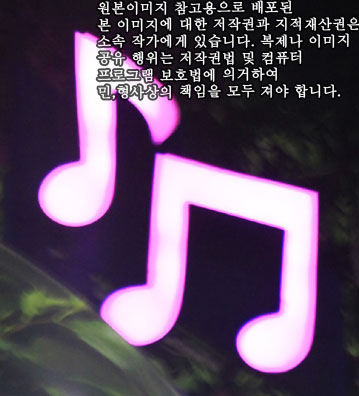 원본이미지 참고용으로 배포된
본 이미지에 대한 저작권과 지적재산권은
소속 작가에게 있습니다. 복제나 이미지
공유 행위는 저작권법 및 컴퓨터
프로그램 보호법에 의거하여
민,형사상의 책임을 모두 져야 합니다.